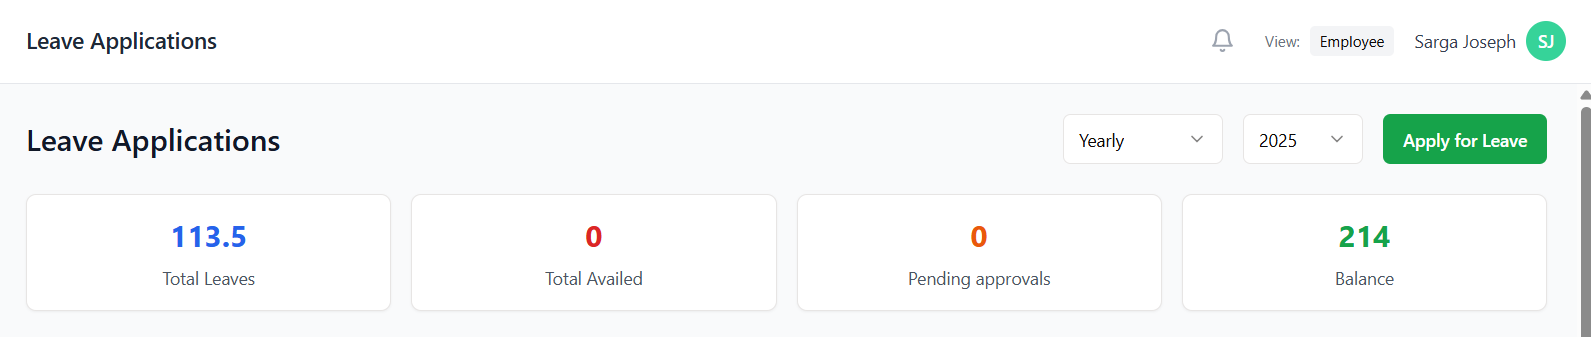 Leave Applications
View: Employee Sarga Joseph SJ
Leave Applications
Yearly 2025 Apply for Leave
113.5 0 0 214
Total Leaves Total Availed Pending approvals Balance